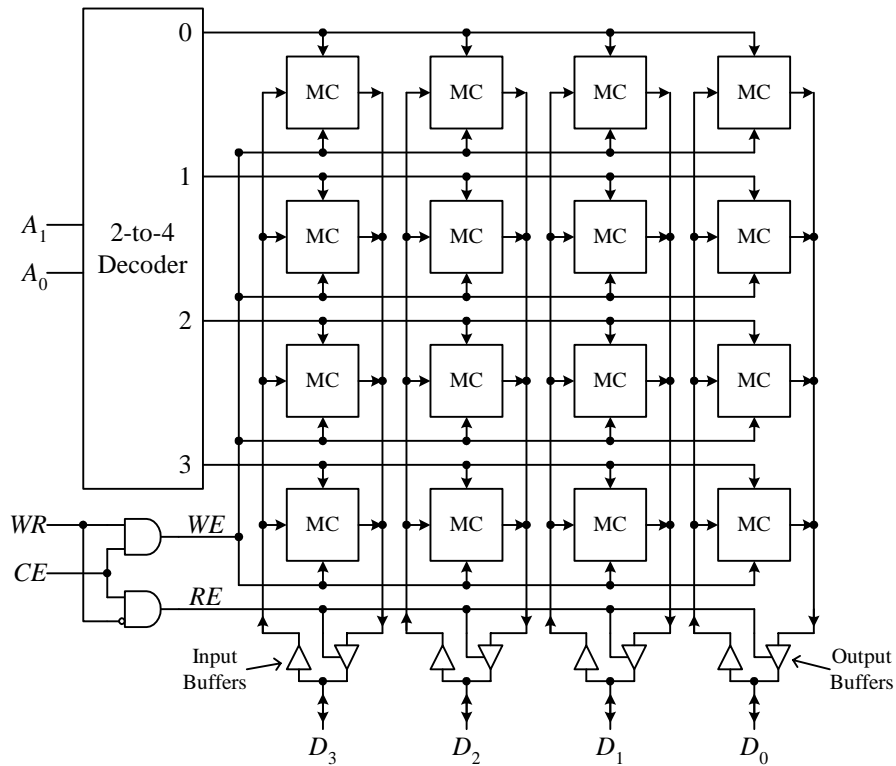 0
MC MC MC MC
1
A₁
2-to-4
Decoder
A₀
MC MC MC MC
2
MC MC MC MC
3
MC MC MC MC
WR
WE
CE
RE
Input
Buffers
Output
Buffers
D₃ D₂ D₁ D₀